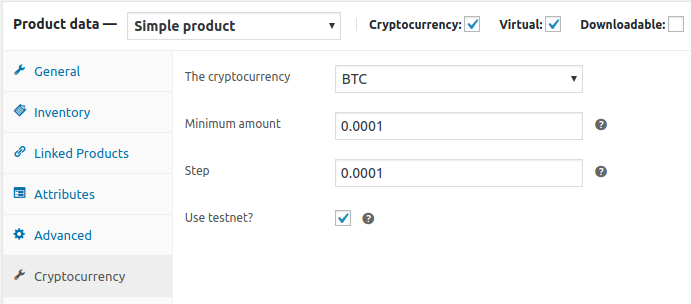 Product data — Simple product Cryptocurrency: Virtual: Downloadable:
General
Inventory
Linked Products
Attributes
Advanced
Cryptocurrency
The cryptocurrency BTC
Minimum amount 0.0001 ?
Step 0.0001 ?
Use testnet? ?